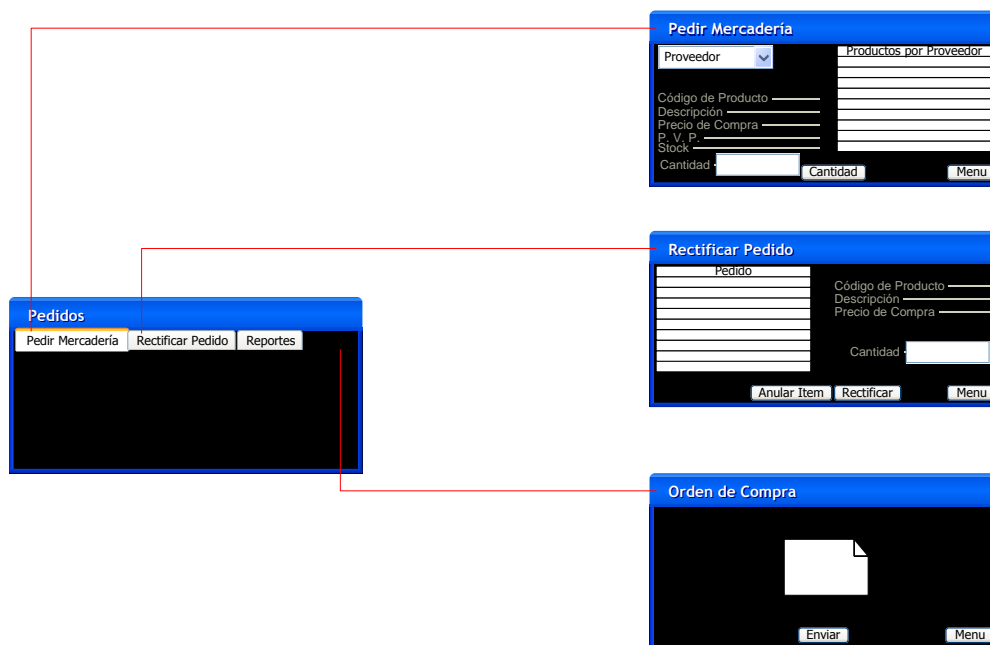 Pedir Mercadería
Proveedor
Productos por Proveedor
Código de Producto
Descripción
Precio de Compra
P. V. P.
Stock
Cantidad
Cantidad
Menu
Rectificar Pedido
Pedido
Código de Producto
Descripción
Precio de Compra
Cantidad
Anular Item
Rectificar
Menu
Pedidos
Pedir Mercadería
Rectificar Pedido
Reportes
Orden de Compra
Enviar
Menu